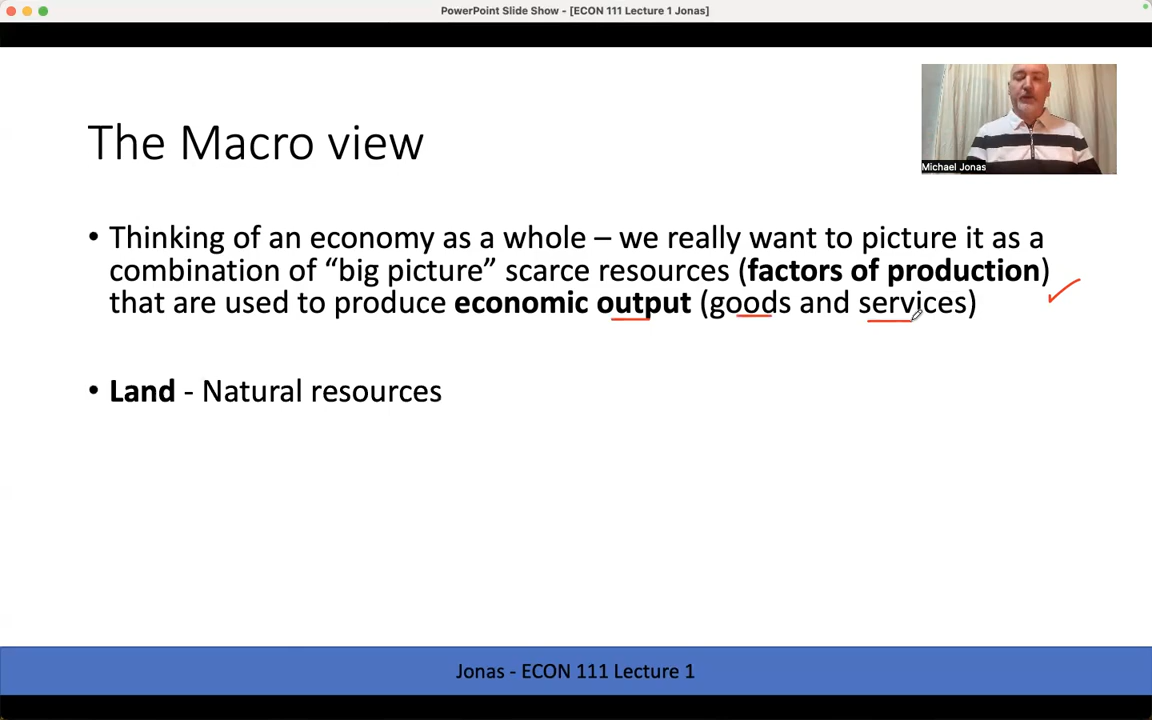 PowerPoint Slide Show - [ECON 111 Lecture 1 Jonas]
The Macro view
Michael Jonas
• Thinking of an economy as a whole – we really want to picture it as a
combination of “big picture” scarce resources (factors of production)
that are used to produce economic output (goods and services)
• Land - Natural resources
Jonas - ECON 111 Lecture 1